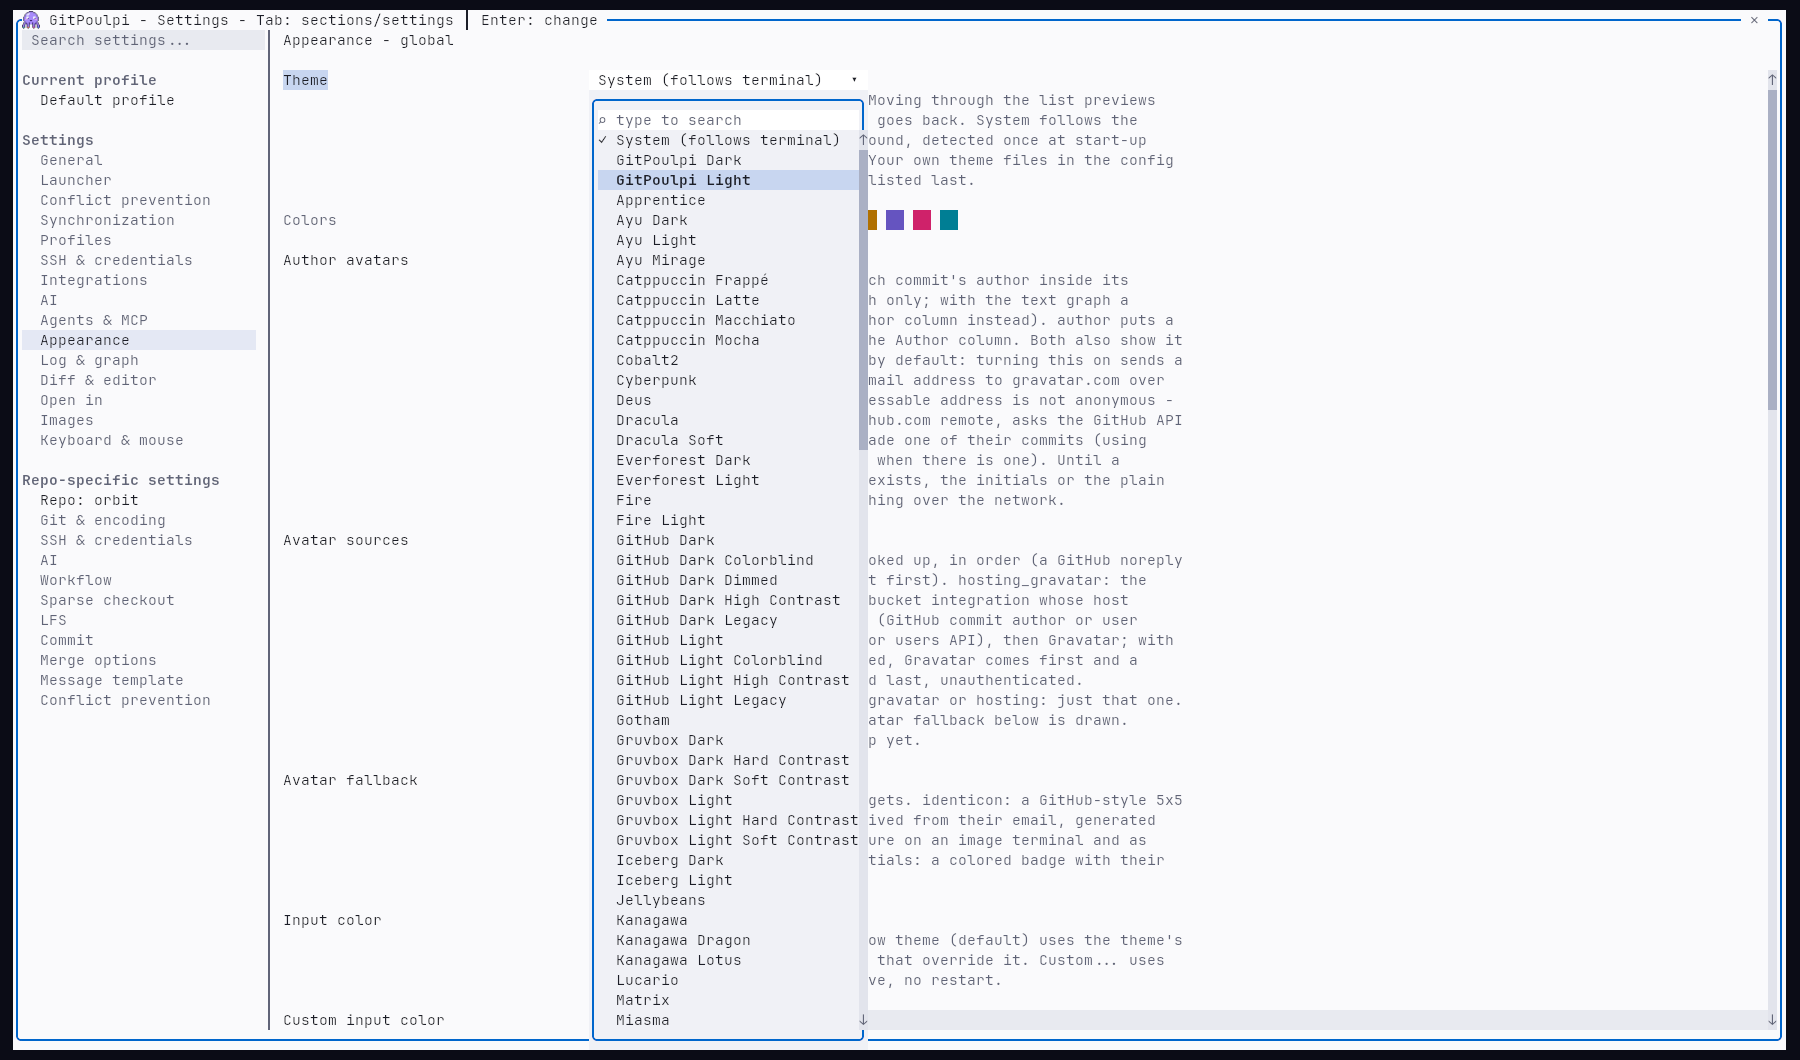 GitPoulpi - Settings - Tab: sections/settings | Enter: change ×
Search settings...
Appearance - global
Current profile
Default profile
Settings
General
Launcher
Conflict prevention
Synchronization
Profiles
SSH & credentials
Integrations
AI
Agents & MCP
Appearance
Log & graph
Diff & editor
Open in
Images
Keyboard & mouse
Repo-specific settings
Repo: orbit
Git & encoding
SSH & credentials
AI
Workflow
Sparse checkout
LFS
Commit
Merge options
Message template
Conflict prevention
Theme
Colors
Author avatars
Avatar sources
Avatar fallback
Input color
Custom input color
System (follows terminal) ▾
type to search
✓ System (follows terminal)
GitPoulpi Dark
GitPoulpi Light
Apprentice
Ayu Dark
Ayu Light
Ayu Mirage
Catppuccin Frappé
Catppuccin Latte
Catppuccin Macchiato
Catppuccin Mocha
Cobalt2
Cyberpunk
Deus
Dracula
Dracula Soft
Everforest Dark
Everforest Light
Fire
Fire Light
GitHub Dark
GitHub Dark Colorblind
GitHub Dark Dimmed
GitHub Dark High Contrast
GitHub Dark Legacy
GitHub Light
GitHub Light Colorblind
GitHub Light High Contrast
GitHub Light Legacy
Gotham
Gruvbox Dark
Gruvbox Dark Hard Contrast
Gruvbox Dark Soft Contrast
Gruvbox Light
Gruvbox Light Hard Contrast
Gruvbox Light Soft Contrast
Iceberg Dark
Iceberg Light
Jellybeans
Kanagawa
Kanagawa Dragon
Kanagawa Lotus
Lucario
Matrix
Miasma
Moving through the list previews
goes back. System follows the
ound, detected once at start-up
Your own theme files in the config
listed last.
ch commit's author inside its
h only; with the text graph a
hor column instead). author puts a
he Author column. Both also show it
by default: turning this on sends a
mail address to gravatar.com over
essable address is not anonymous -
hub.com remote, asks the GitHub API
ade one of their commits (using
when there is one). Until a
exists, the initials or the plain
hing over the network.
oked up, in order (a GitHub noreply
t first). hosting_gravatar: the
bucket integration whose host
(GitHub commit author or user
or users API), then Gravatar; with
ed, Gravatar comes first and a
d last, unauthenticated.
gravatar or hosting: just that one.
atar fallback below is drawn.
p yet.
gets. identicon: a GitHub-style 5x5
ived from their email, generated
ure on an image terminal and as
tials: a colored badge with their
ow theme (default) uses the theme's
that override it. Custom... uses
ve, no restart.